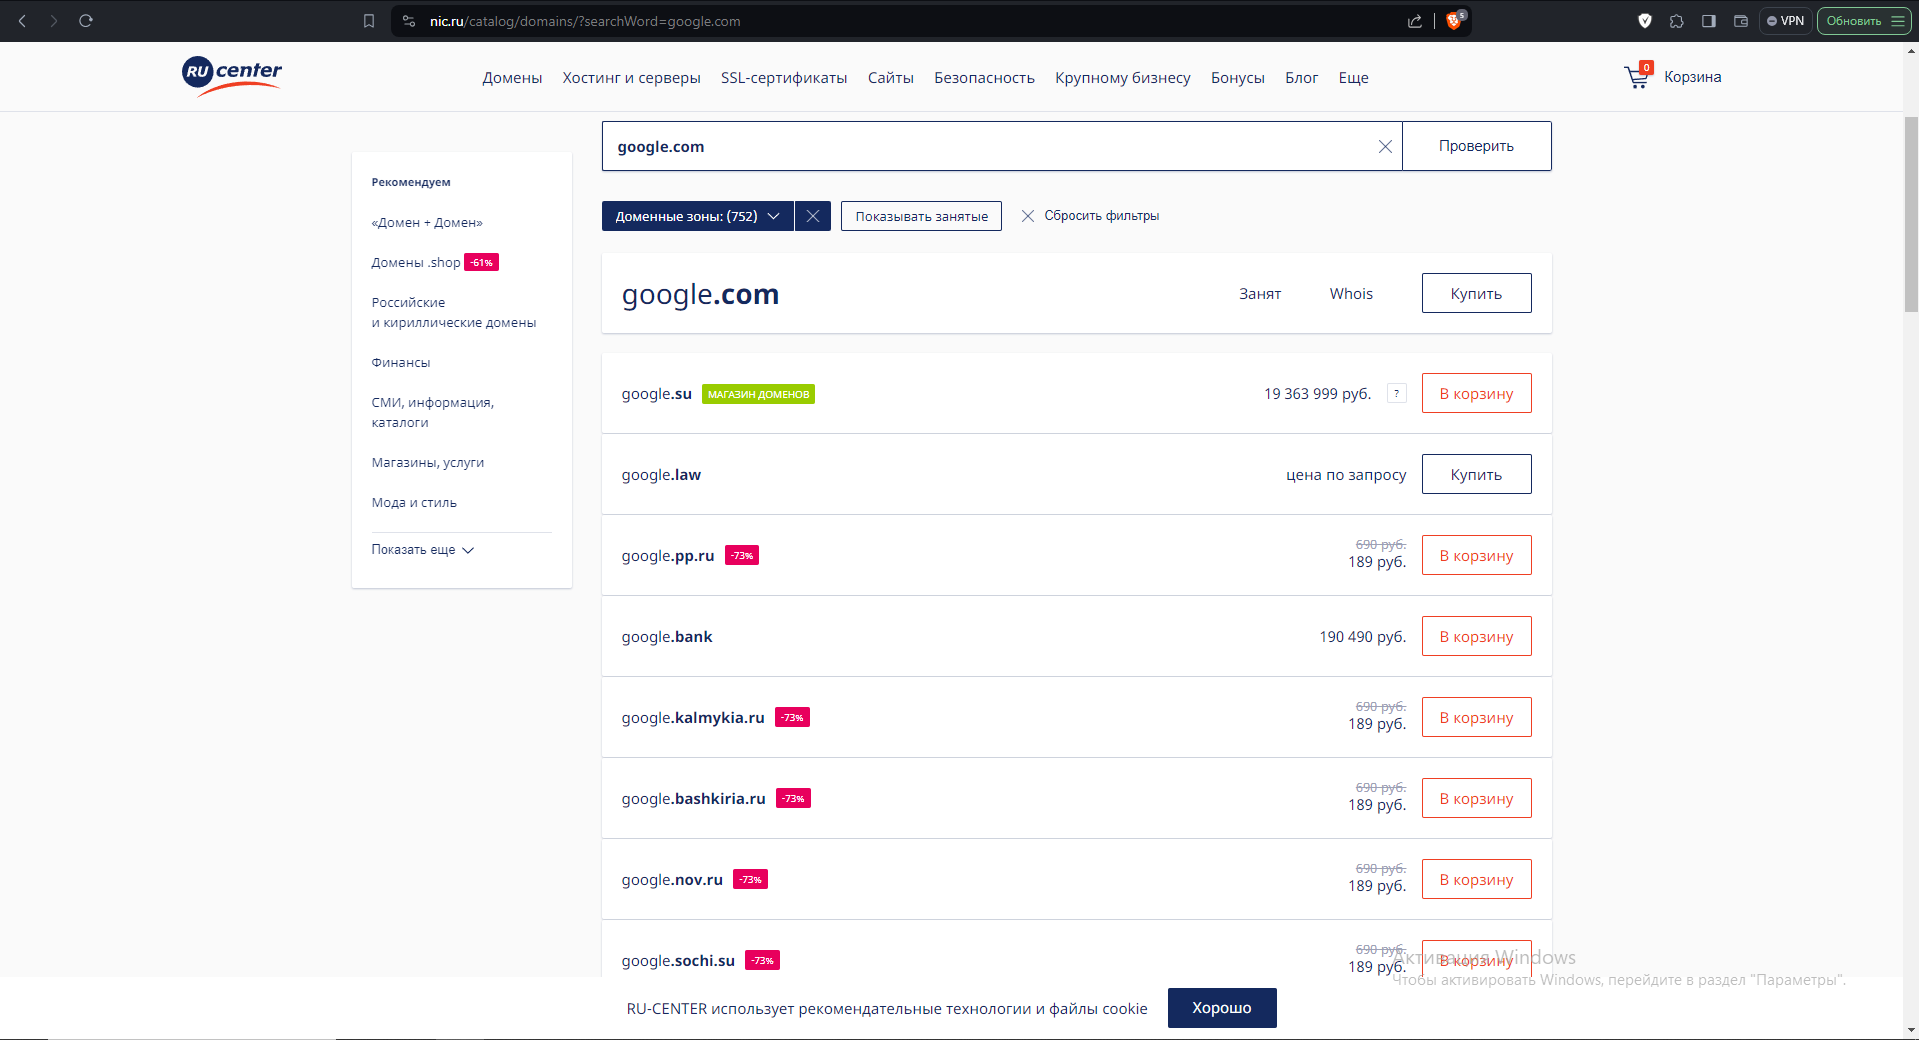 nic.ru/catalog/domains/?searchWord=google.com
5
VPN
Обновить
RU center
Домены
Хостинг и серверы
SSL-сертификаты
Сайты
Безопасность
Крупному бизнесу
Бонусы
Блог
Еще
0
Корзина
google.com
Проверить
Рекомендуем
«Домен + Домен»
Домены .shop -61%
Российские
и кириллические домены
Финансы
СМИ, информация,
каталоги
Магазины, услуги
Мода и стиль
Показать еще
Доменные зоны: (752)
Показывать занятые
Сбросить фильтры
google.com
Занят
Whois
Купить
google.su МАГАЗИН ДОМЕНОВ
19 363 999 руб. ?
В корзину
google.law
цена по запросу
Купить
google.pp.ru -73%
690 руб.
189 руб.
В корзину
google.bank
190 490 руб.
В корзину
google.kalmykia.ru -73%
690 руб.
189 руб.
В корзину
google.bashkiria.ru -73%
690 руб.
189 руб.
В корзину
google.nov.ru -73%
690 руб.
189 руб.
В корзину
google.sochi.su -73%
690 руб.
189 руб.
В корзину
Активация Windows
Чтобы активировать Windows, перейдите в раздел "Параметры".
RU-CENTER использует рекомендательные технологии и файлы cookie
Хорошо